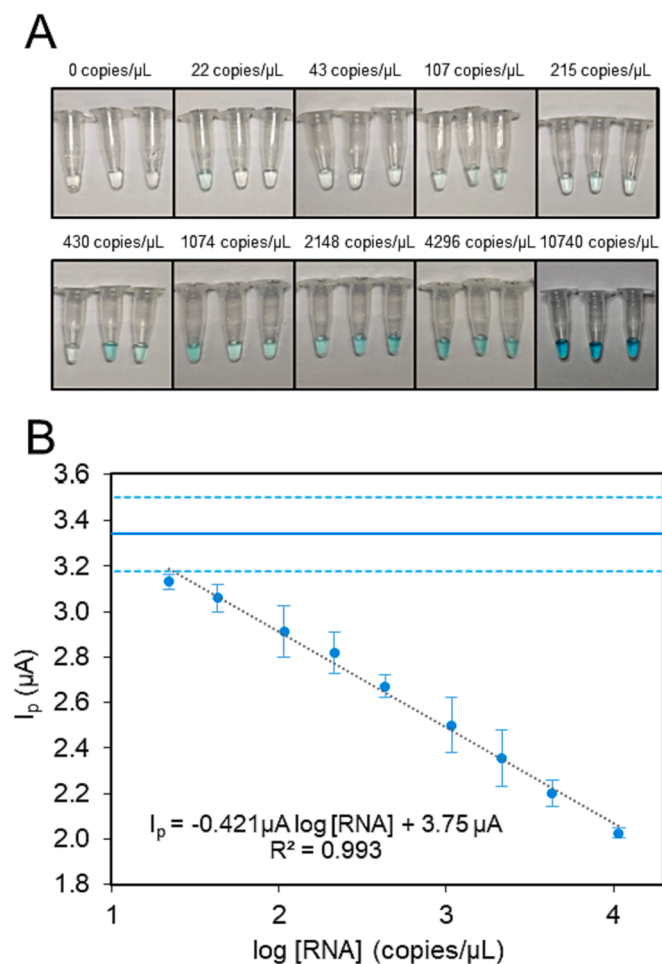 A
0 copies/µL 22 copies/µL 43 copies/µL 107 copies/µL 215 copies/µL
430 copies/µL 1074 copies/µL 2148 copies/µL 4296 copies/µL 10740 copies/µL
B
3.6
3.4
3.2
3.0
2.8
2.6
2.4
2.2
2.0
1.8
Iₚ (µA)
Iₚ = -0.421 µA log [RNA] + 3.75 µA
R² = 0.993
1 2 3 4
log [RNA] (copies/µL)